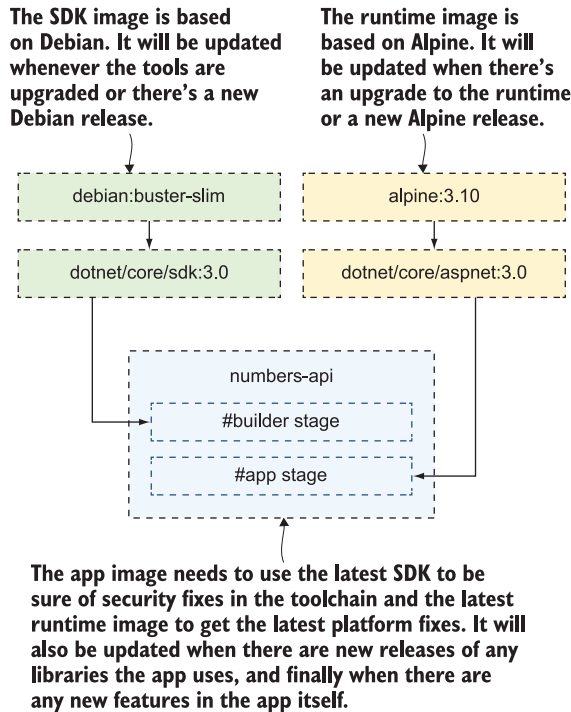 The SDK image is based
on Debian. It will be updated
whenever the tools are
upgraded or there's a new
Debian release.
The runtime image is
based on Alpine. It will
be updated when there's
an upgrade to the runtime
or a new Alpine release.
debian:buster-slim
alpine:3.10
dotnet/core/sdk:3.0
dotnet/core/aspnet:3.0
numbers-api
#builder stage
#app stage
The app image needs to use the latest SDK to be
sure of security fixes in the toolchain and the latest
runtime image to get the latest platform fixes. It will
also be updated when there are new releases of any
libraries the app uses, and finally when there are
any new features in the app itself.